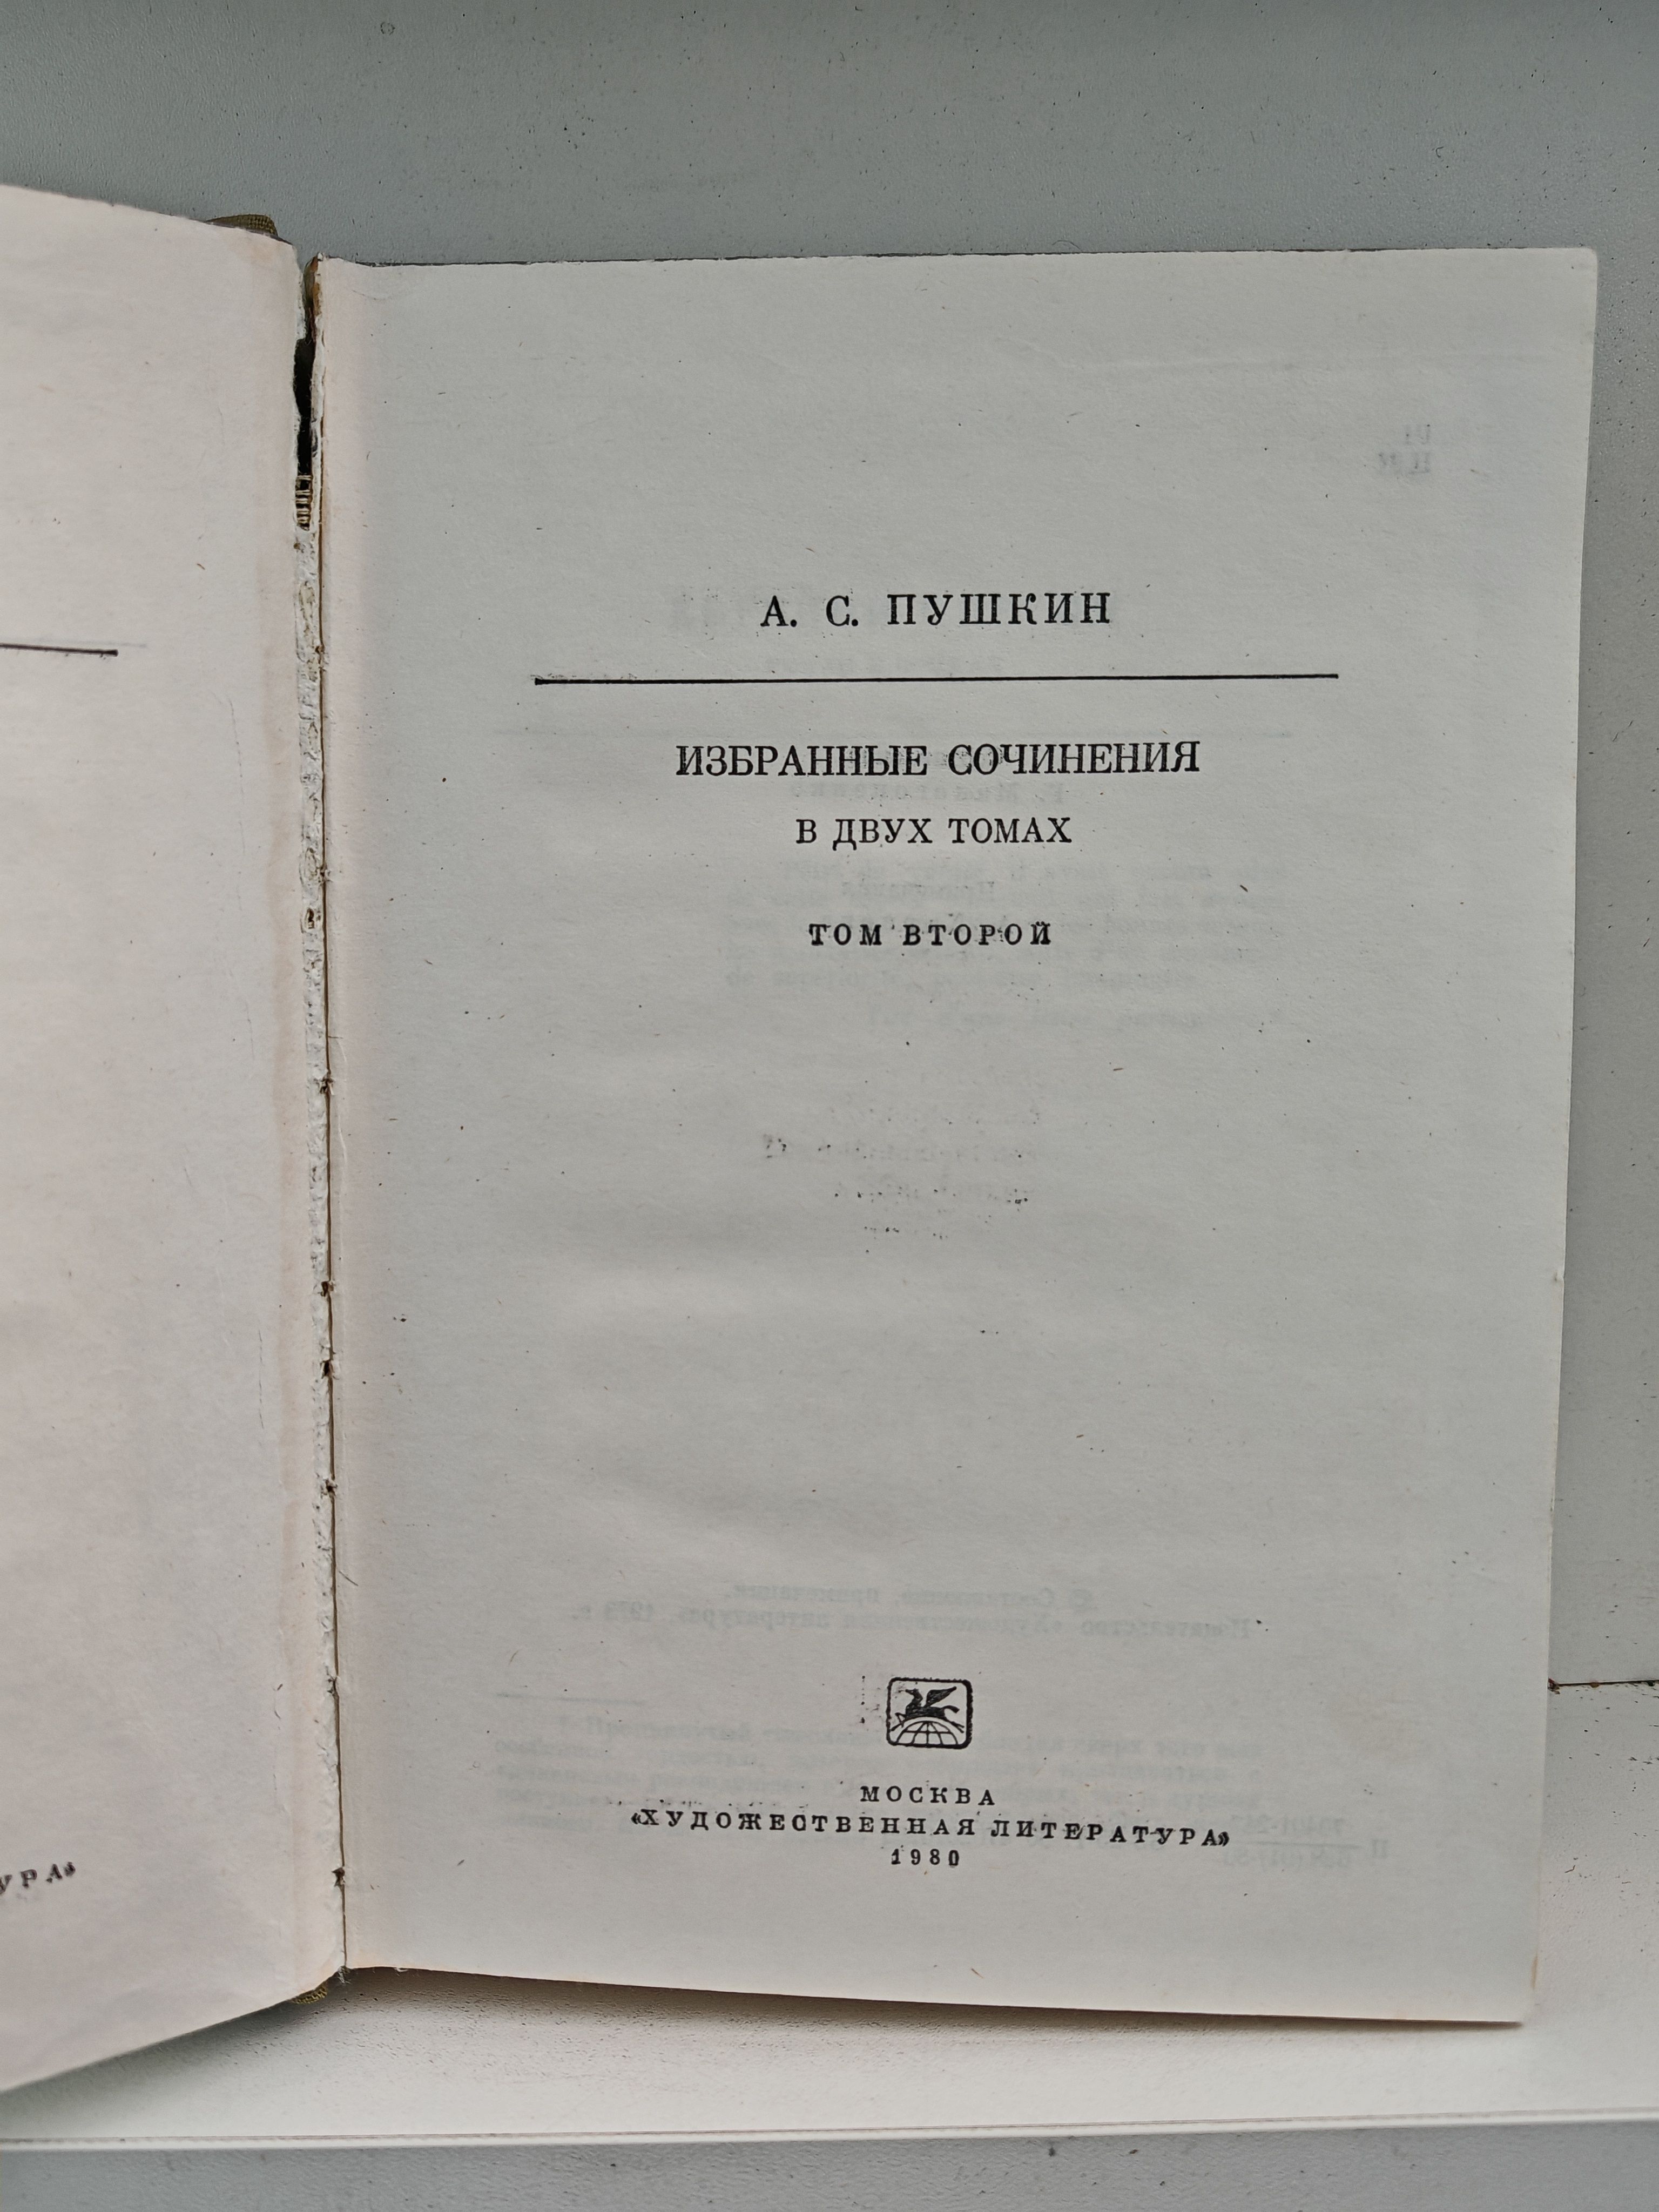 А. С. ПУШКИН
ИЗБРАННЫЕ СОЧИНЕНИЯ
В ДВУХ ТОМАХ
ТОМ ВТОРОЙ
МОСКВА
«ХУДОЖЕСТВЕННАЯ ЛИТЕРАТУРА»
1980